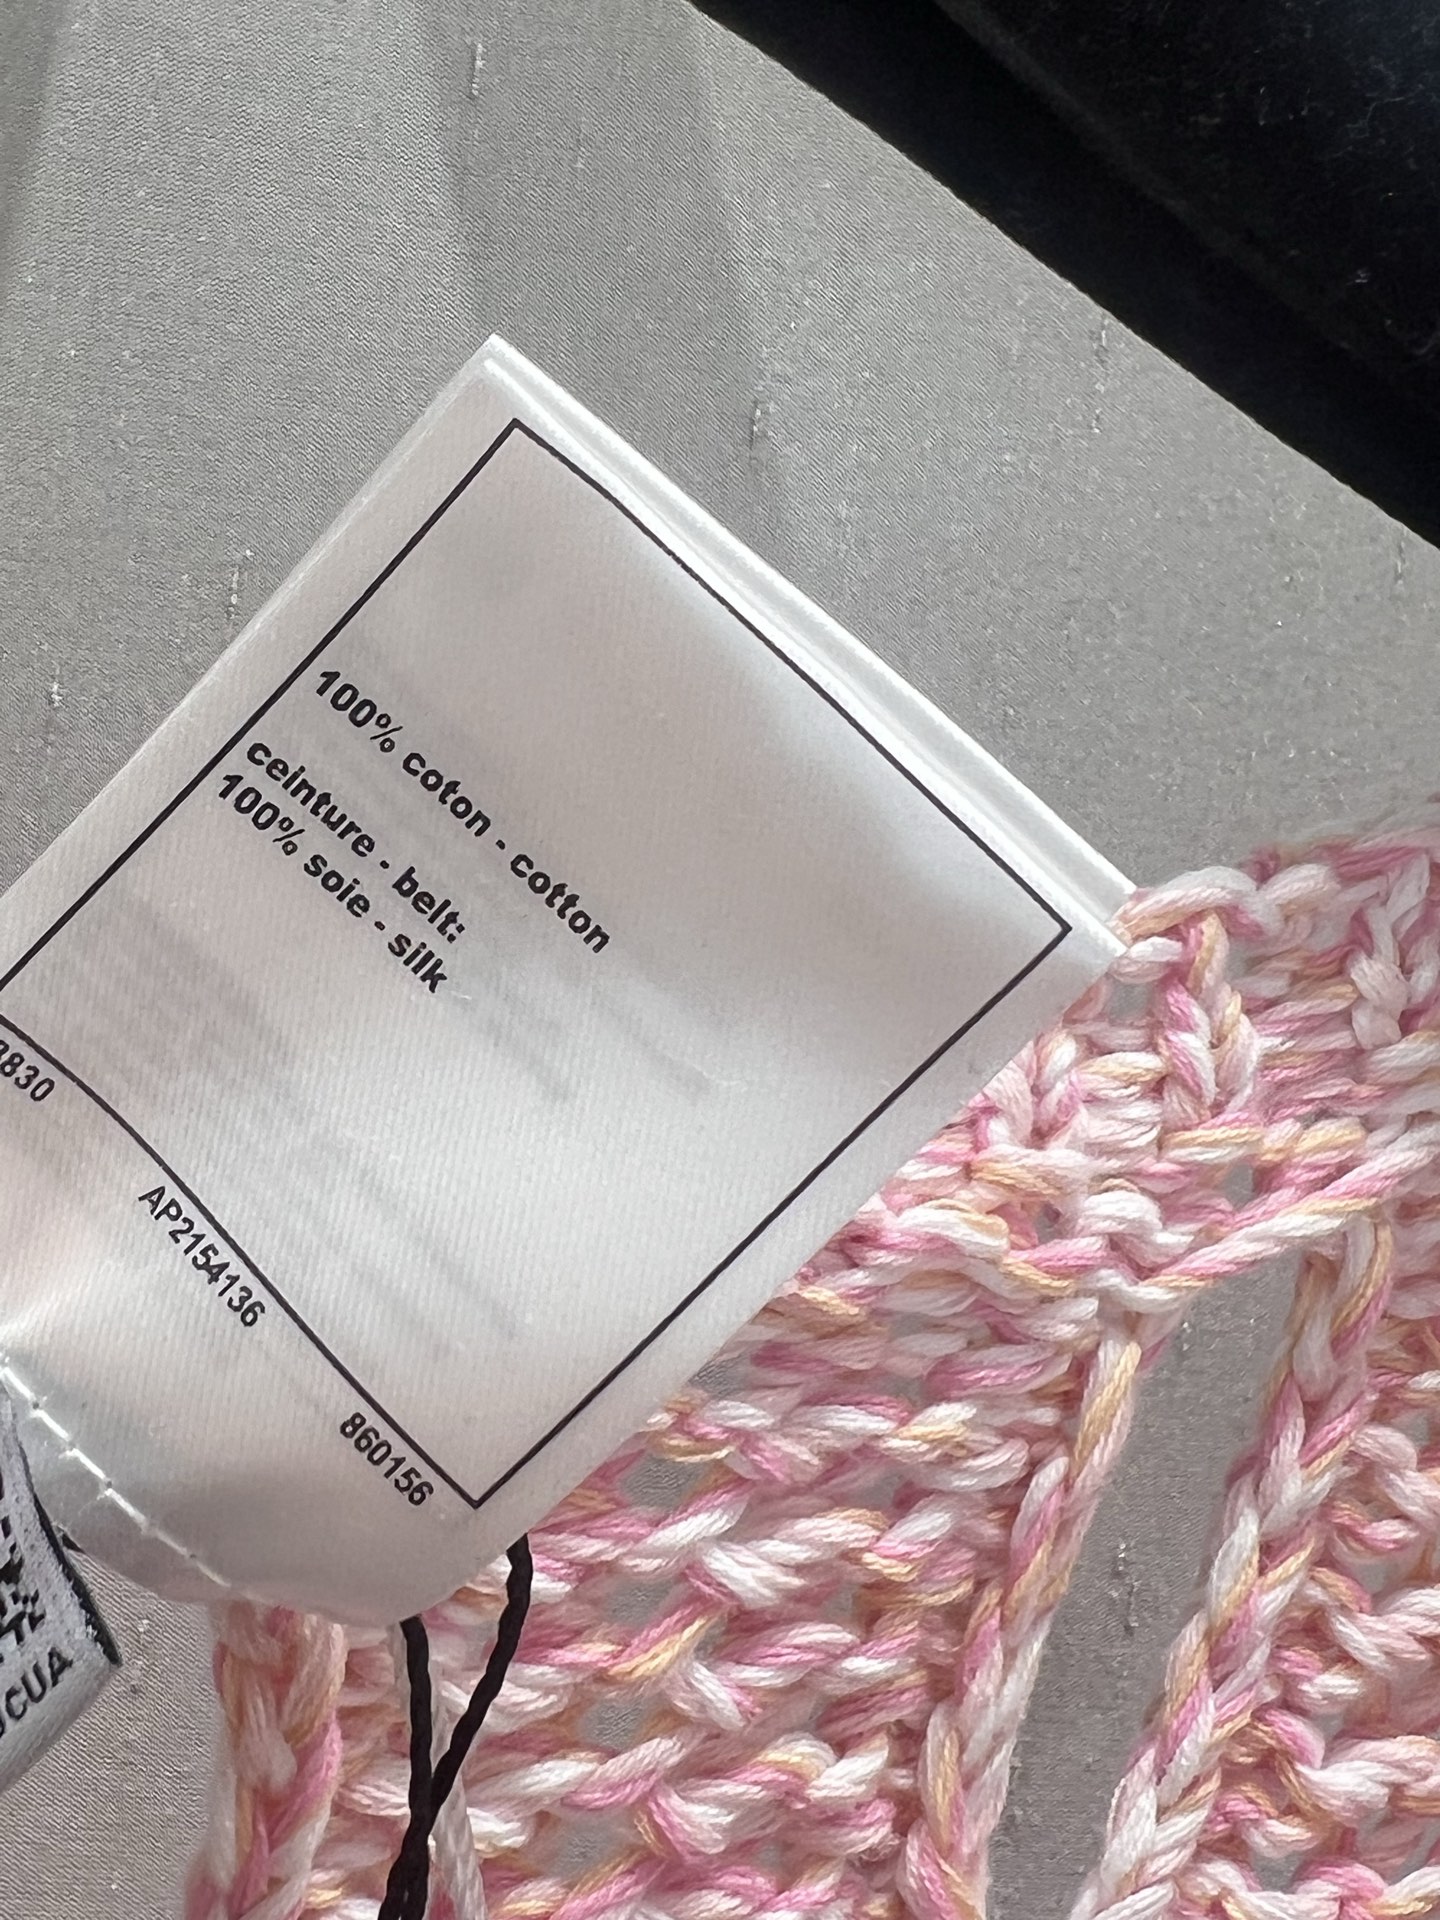 100% coton - cotton
ceinture - belt:
100% soie - silk
830
AP2154136
860156